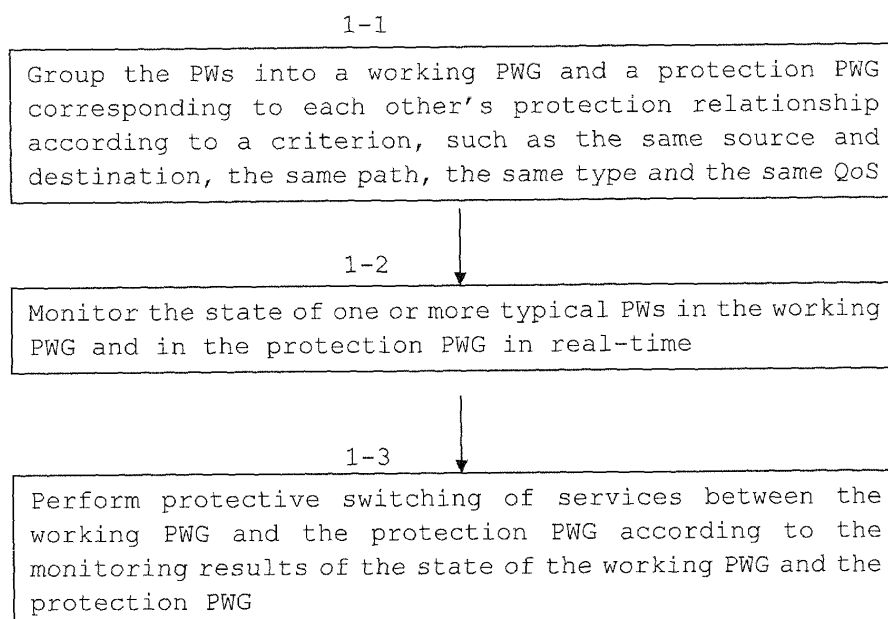 1-1
Group the PWs into a working PWG and a protection PWG
corresponding to each other's protection relationship
according to a criterion, such as the same source and
destination, the same path, the same type and the same QoS
1-2
Monitor the state of one or more typical PWs in the working
PWG and in the protection PWG in real-time
1-3
Perform protective switching of services between the
working PWG and the protection PWG according to the
monitoring results of the state of the working PWG and the
protection PWG